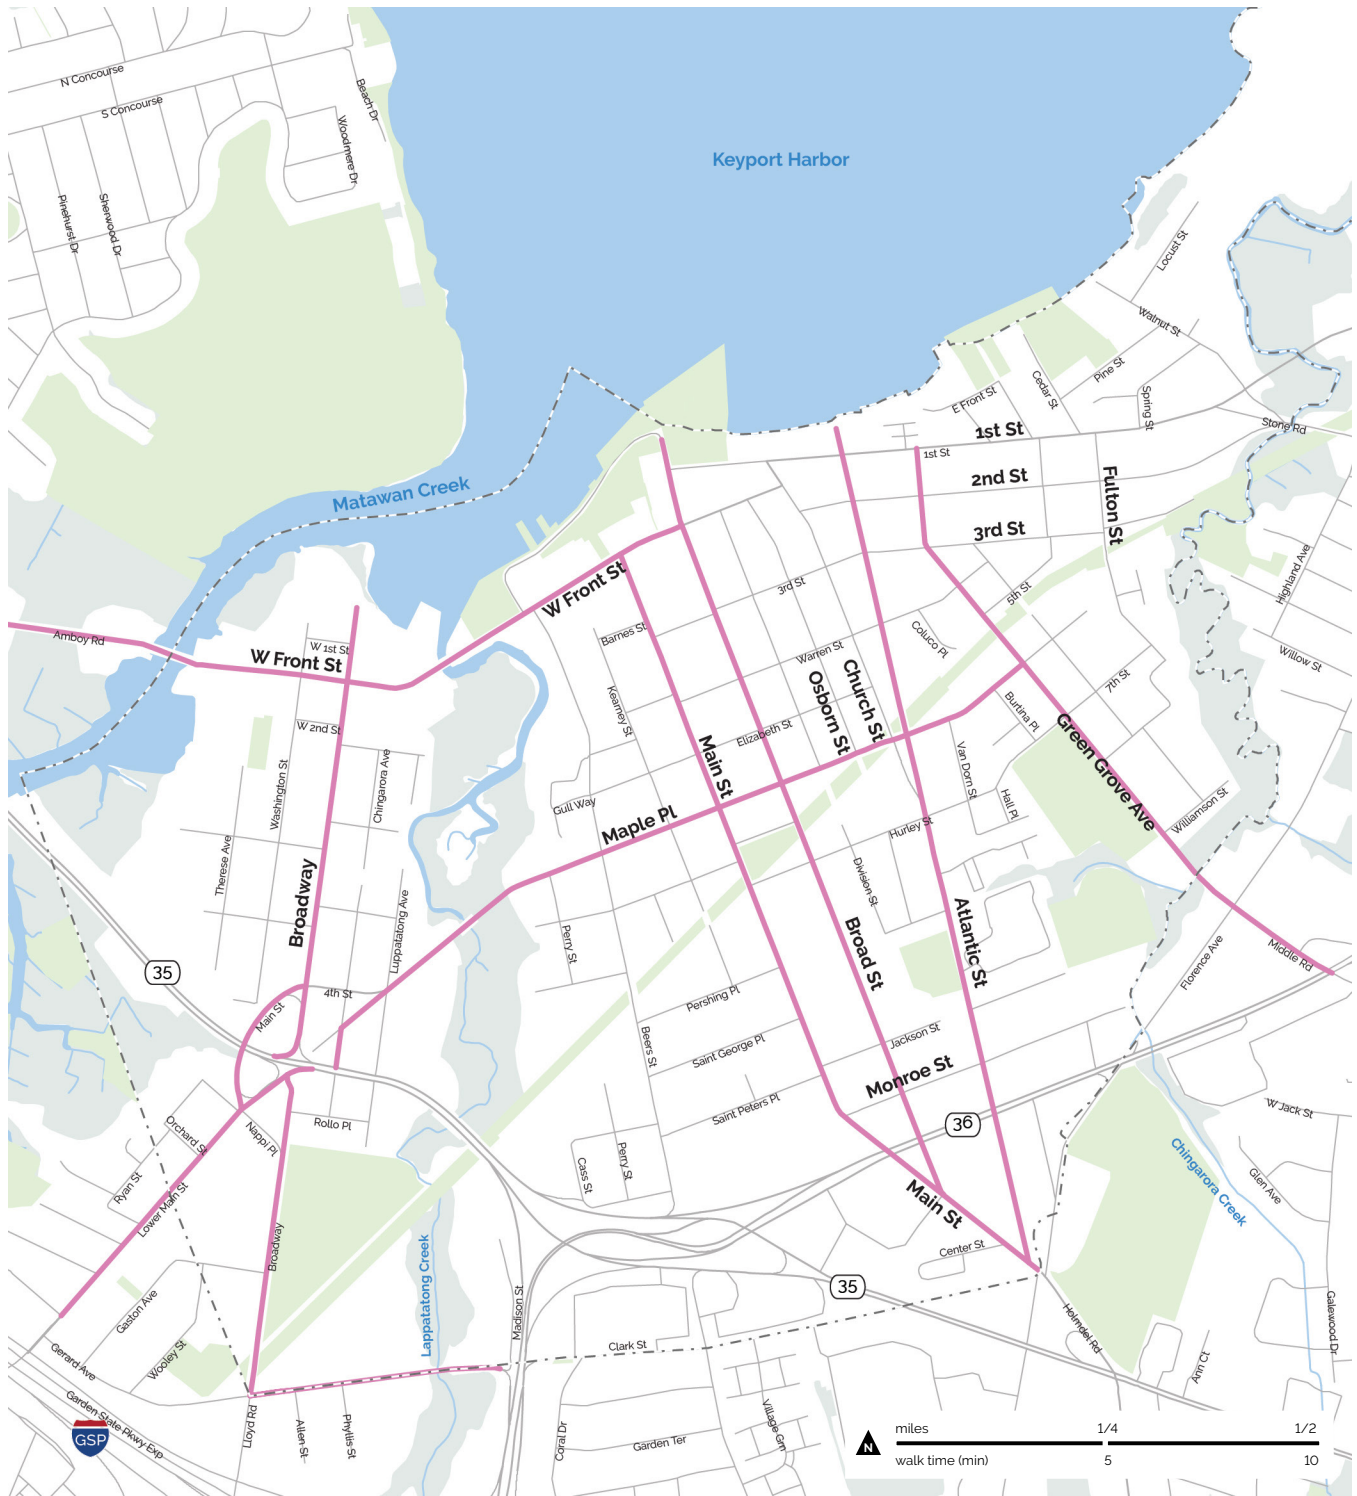 N Concourse
S Concourse
Beach Dr
Woodmere Dr
Pinehurst Dr
Sherwood Dr
Keyport Harbor
Locust St
Walnut St
Pine St
Cedar St
Spring St
E Front St
Stone Rd
1st St
1st St
2nd St
Fulton St
3rd St
Matawan Creek
Highland Ave
Willow St
W Front St
3rd St
5th St
Barnes St
Coluco Pl
Amboy Rd
W 1st St
W Front St
Warren St
Church St
Osborn St
7th St
Kearney St
Burtina Pl
W 2nd St
Elizabeth St
Main St
Green Grove Ave
Van Dorn St
Chingarora Ave
Washington St
Gull Way
Maple Pl
Hall Pl
Hurley St
Williamson St
Therese Ave
Broadway
Division St
Luppatatong Ave
Perry St
Broad St
Atlantic St
Florence Ave
Middle Rd
35
4th St
Main St
Pershing Pl
Beers St
Saint George Pl
Jackson St
Monroe St
Saint Peters Pl
36
Rollo Pl
Nappi Pl
Orchard St
Ryan St
Lower Main St
Cass St
Perry St
W Jack St
Chingarora Creek
Glen Ave
Main St
Center St
Broadway
Lappatatong Creek
Madison St
35
Gaston Ave
Wooley St
Gerard Ave
Clark St
Holmdel Rd
Galewood Dr
Ann Ct
Garden State Pkwy Exp
GSP
Lloyd Rd
Allen St
Phyllis St
Coral Dr
Garden Ter
Village Grn
N
miles 1/4 1/2
walk time (min) 5 10